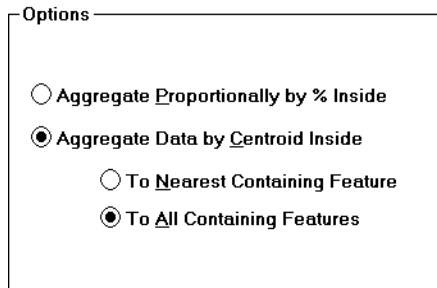 Options
Aggregate Proportionally by % Inside
Aggregate Data by Centroid Inside
To Nearest Containing Feature
To All Containing Features